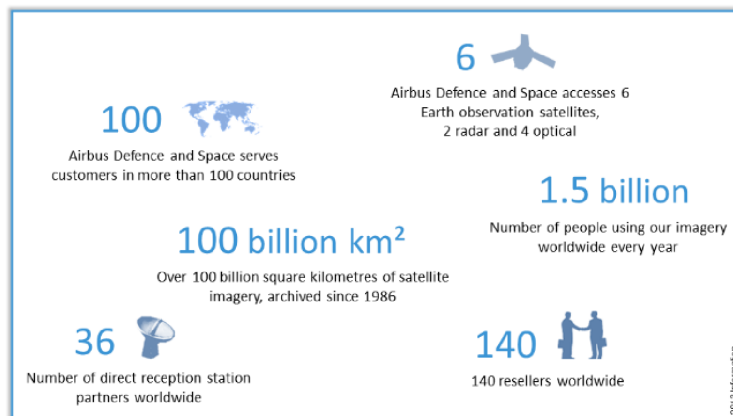 6
Airbus Defence and Space accesses 6
Earth observation satellites,
2 radar and 4 optical
100
Airbus Defence and Space serves
customers in more than 100 countries
1.5 billion
Number of people using our imagery
worldwide every year
100 billion km²
Over 100 billion square kilometres of satellite
imagery, archived since 1986
36
Number of direct reception station
partners worldwide
140
140 resellers worldwide